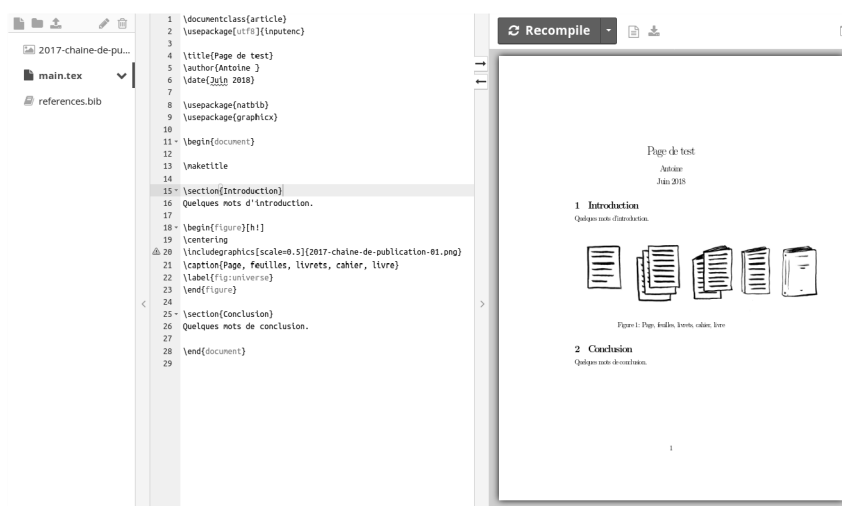 2017-chaine-de-pu...
main.tex
references.bib
1 \documentclass{article}
2 \usepackage[utf8]{inputenc}
3
4 \title{Page de test}
5 \author{Antoine }
6 \date{Juin 2018}
7
8 \usepackage{natbib}
9 \usepackage{graphicx}
10
11 \begin{document}
12
13 \maketitle
14
15 \section{Introduction}
16 Quelques mots d'introduction.
17
18 \begin{figure}[h!]
19 \centering
20 \includegraphics[scale=0.5]{2017-chaine-de-publication-01.png}
21 \caption{Page, feuilles, livrets, cahier, livre}
22 \label{fig:universe}
23 \end{figure}
24
25 \section{Conclusion}
26 Quelques mots de conclusion.
27
28 \end{document}
29
Recompile
Page de test
Antoine
Juin 2018
1 Introduction
Quelques mots d'introduction.
Figure 1: Page, feuilles, livrets, cahier, livre
2 Conclusion
Quelques mots de conclusion.
1